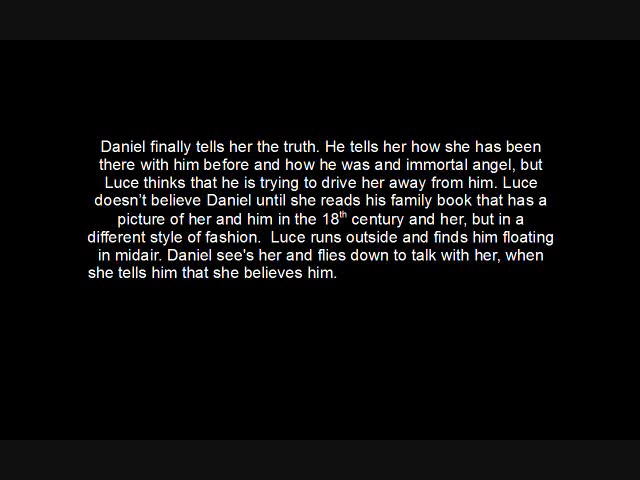 Daniel finally tells her the truth. He tells her how she has been
there with him before and how he was and immortal angel, but
Luce thinks that he is trying to drive her away from him. Luce
doesn't believe Daniel until she reads his family book that has a
picture of her and him in the 18th century and her, but in a
different style of fashion.  Luce runs outside and finds him floating
in midair. Daniel see's her and flies down to talk with her, when
she tells him that she believes him.